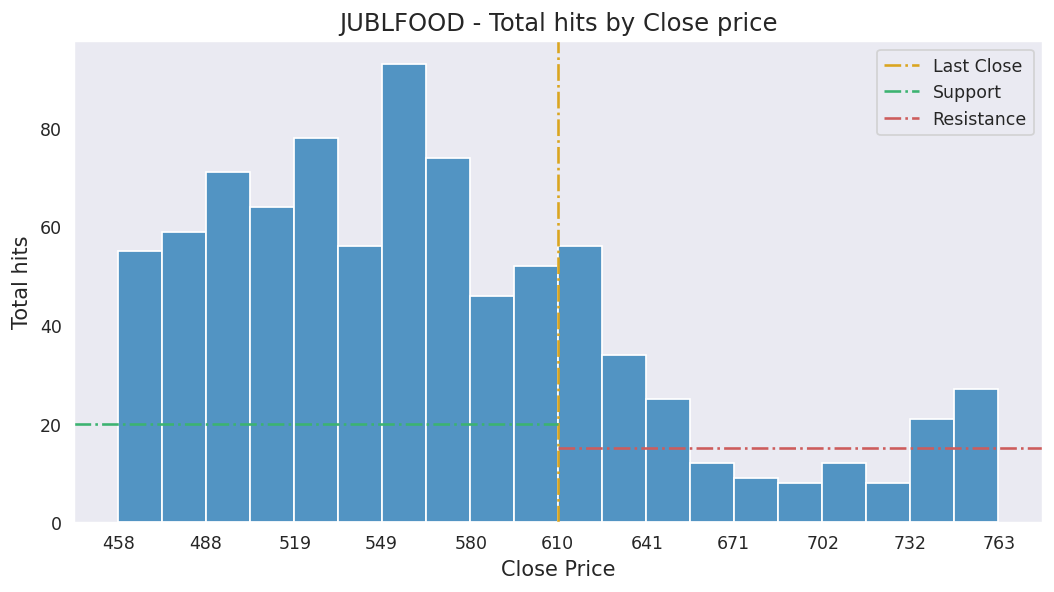 JUBLFOOD - Total hits by Close price
Last Close
Support
Resistance
Total hits
80
60
40
20
0
458 488 519 549 580 610 641 671 702 732 763
Close Price